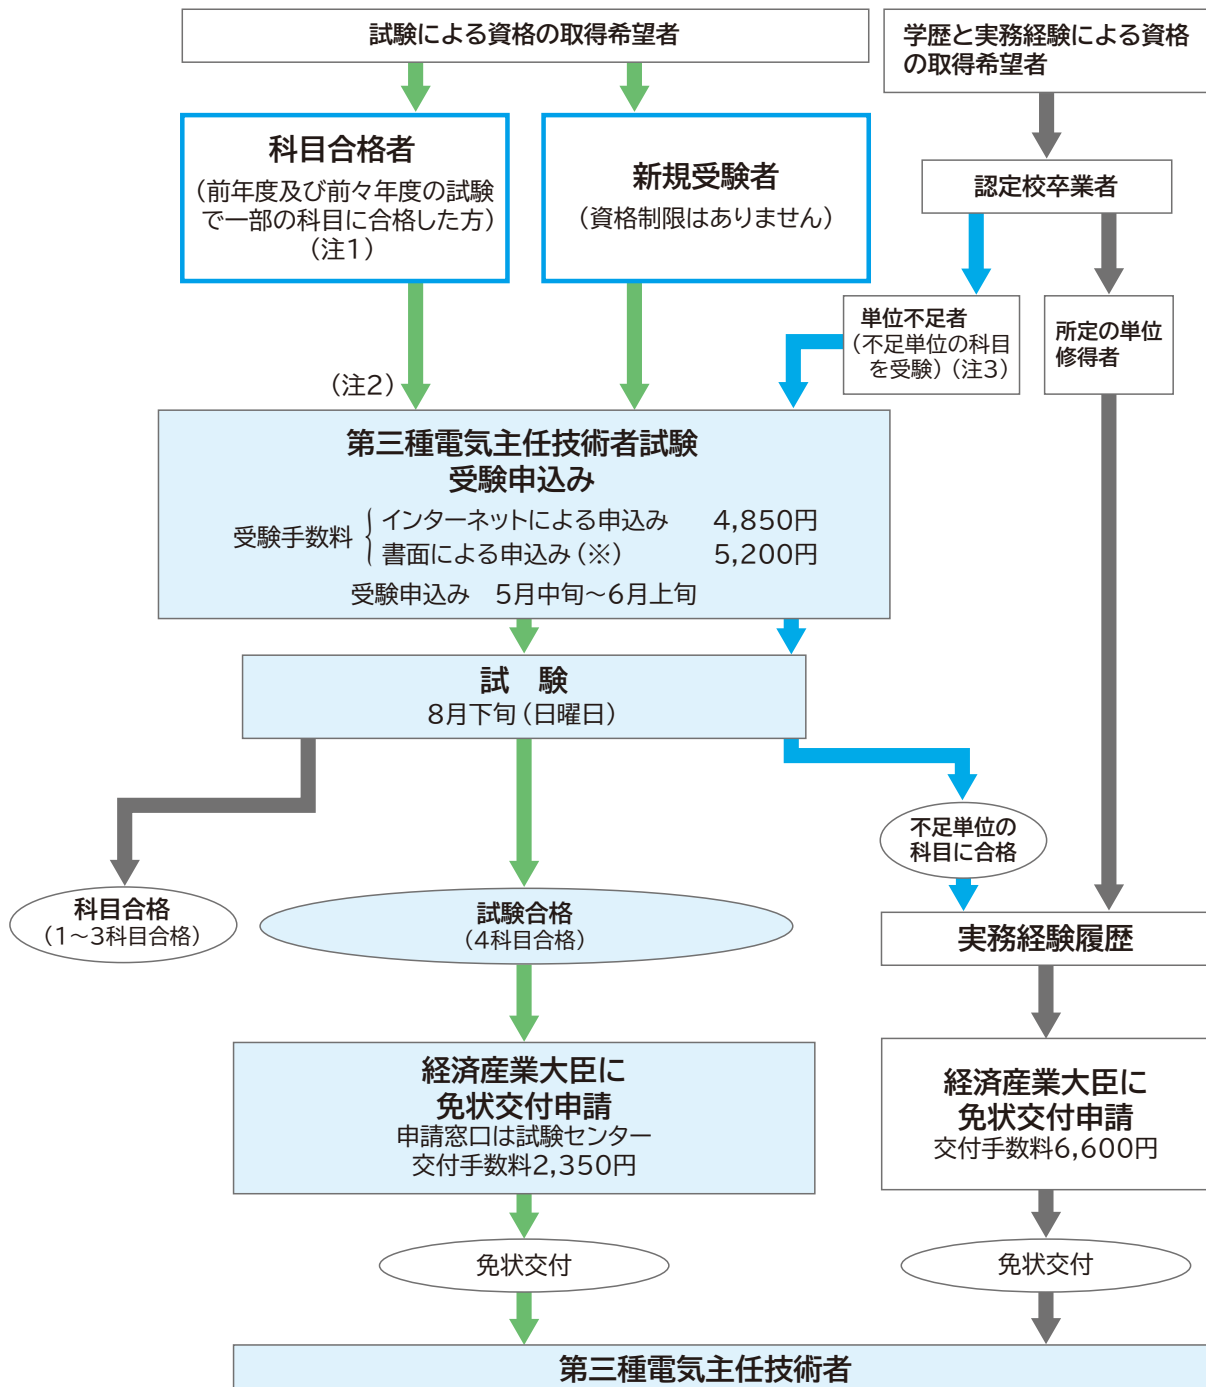 試験による資格の取得希望者
学歴と実務経験による資格
の取得希望者
科目合格者
(前年度及び前々年度の試験
で一部の科目に合格した方)
(注1)
新規受験者
(資格制限はありません)
認定校卒業者
単位不足者
(不足単位の科目
を受験)(注3)
所定の単位
修得者
(注2)
第三種電気主任技術者試験
受験申込み
受験手数料
インターネットによる申込み 4,850円
書面による申込み(※) 5,200円
受験申込み 5月中旬~6月上旬
試 験
8月下旬(日曜日)
不足単位の
科目に合格
科目合格
(1~3科目合格)
試験合格
(4科目合格)
実務経験履歴
経済産業大臣に
免状交付申請
申請窓口は試験センター
交付手数料2,350円
経済産業大臣に
免状交付申請
交付手数料6,600円
免状交付
免状交付
第三種電気主任技術者